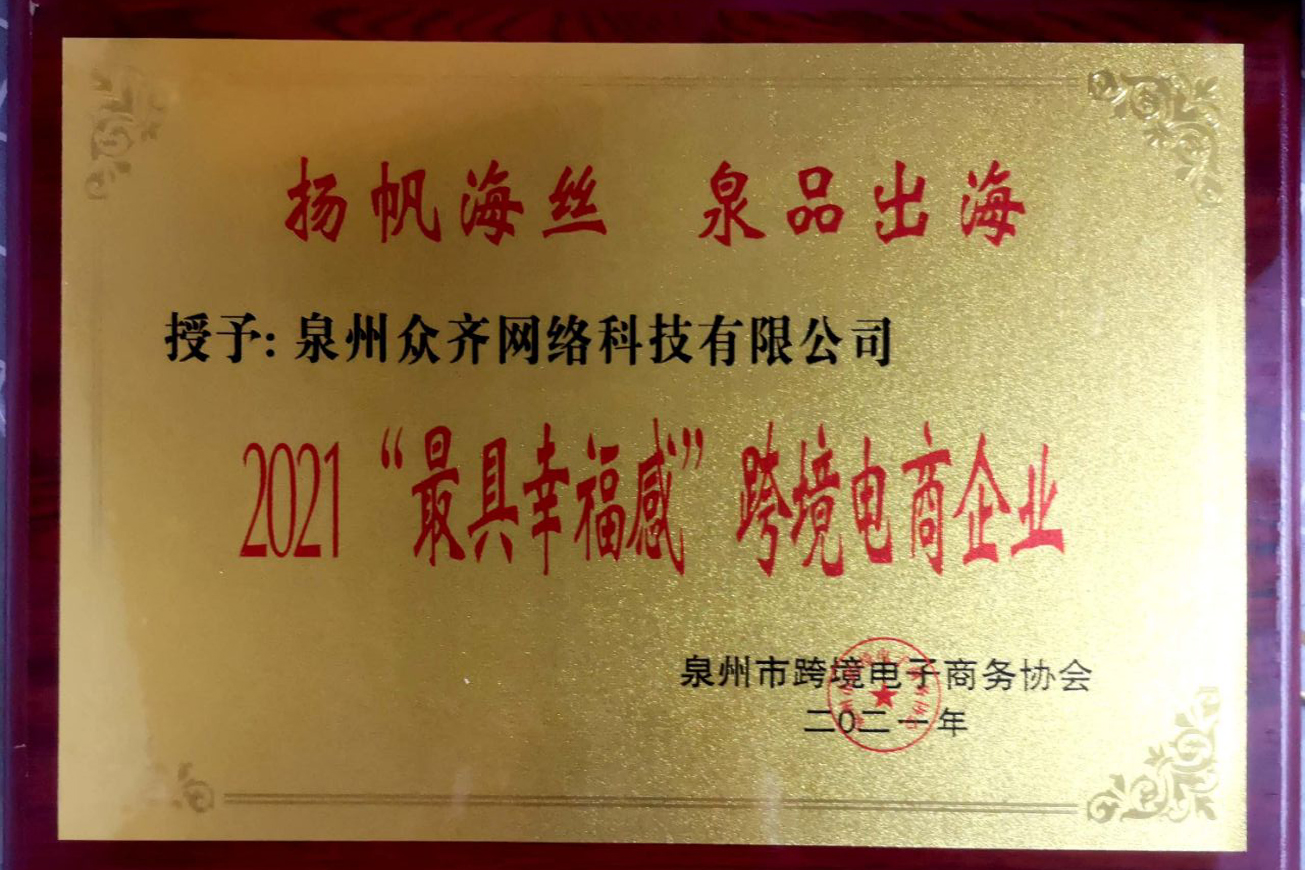 扬帆海丝 泉品出海
授予: 泉州众齐网络科技有限公司
2021 “最具幸福感” 跨境电商企业
泉州市跨境电子商务协会
二0二一年